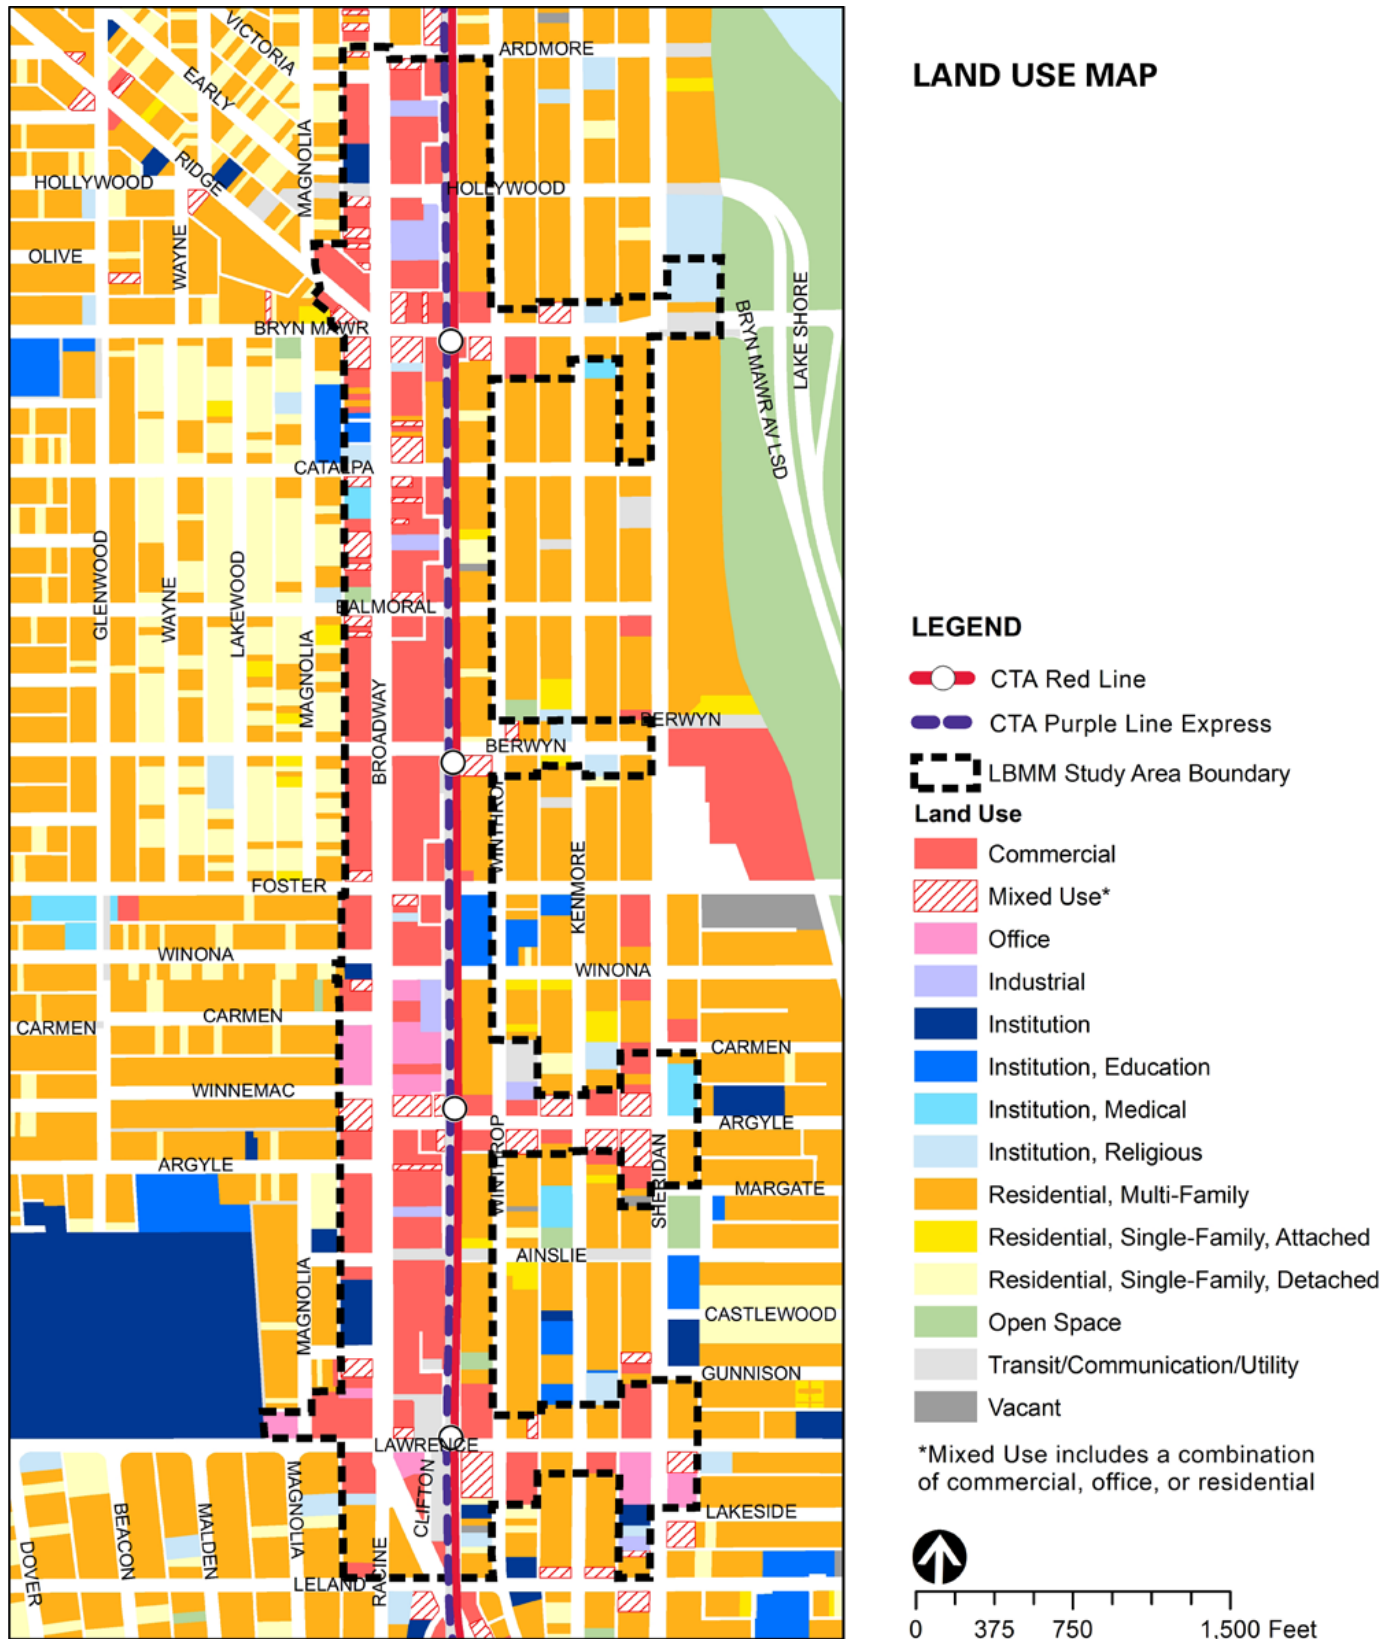 LAND USE MAP
VICTORIA
ARDMORE
EARLY
MAGNOLIA
RIDGE
HOLLYWOOD
HOLLYWOOD
WAYNE
OLIVE
LAKE SHORE
BRYN MAWR
BRYN MAWR AV LSD
CATALPA
GLENWOOD
WAYNE
LAKEWOOD
BALMORAL
MAGNOLIA
BROADWAY
BERWYN
BERWYN
WINTHROP
KENMORE
FOSTER
WINONA
WINONA
CARMEN
CARMEN
CARMEN
WINNEMAC
ARGYLE
WINTHROP
ARGYLE
SHERIDAN
MARGATE
AINSLIE
MAGNOLIA
CASTLEWOOD
GUNNISON
LAWRENCE
CLIFTON
LAKESIDE
DOVER
BEACON
MALDEN
MAGNOLIA
LELAND
RACINE
LEGEND
CTA Red Line
CTA Purple Line Express
LBMM Study Area Boundary
Land Use
Commercial
Mixed Use*
Office
Industrial
Institution
Institution, Education
Institution, Medical
Institution, Religious
Residential, Multi-Family
Residential, Single-Family, Attached
Residential, Single-Family, Detached
Open Space
Transit/Communication/Utility
Vacant
*Mixed Use includes a combination
of commercial, office, or residential
0 375 750 1,500 Feet